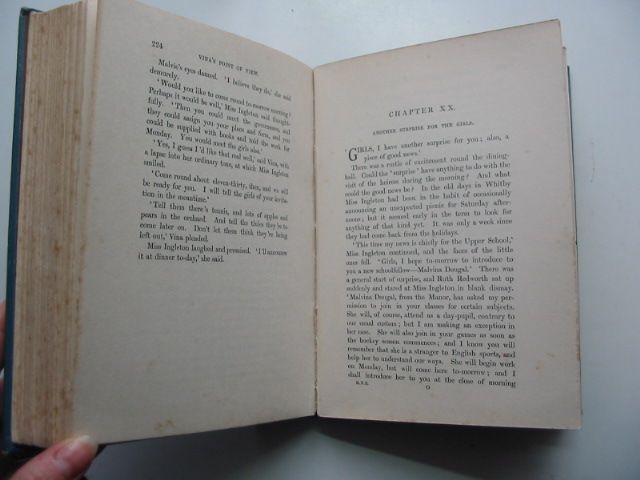 224
VINA'S POINT OF VIEW.
Malvie's eyes danced. 'I believe they do,' she said
demurely.
'Would you like to come round to-morrow morning?
Perhaps it would be well,' Miss Ingleton said thought-
fully. 'Then you could meet the governesses, and
they could assign you your place and form, and you
could be supplied with books and told the work for
Monday. You would meet the girls also.'
'Yes, I guess I'd like that real well,' said Vina, with
a lapse into her ordinary tone, at which Miss Ingleton
smiled.
'Come round about eleven-thirty, then, and we will
be ready for you. I will tell the girls of your invita-
tion in the meantime.'
'Tell them there's tennis, and lots of apples and
pears in the orchard. And tell the thirds they're to
come later on. Don't let them think they're being
left out,' Vina pleaded.
Miss Ingleton laughed and promised. 'I'll announce
it at dinner to-day,' she said.
CHAPTER XX.
ANOTHER SURPRISE FOR THE GIRLS.
'GIRLS, I have another surprise for you; also, a
piece of good news.'
There was a rustle of excitement round the dining-
hall. Could the 'surprise' have anything to do with the
visit of the heiress during the morning? And what
could the good news be? In the old days in Whitby
Miss Ingleton had been in the habit of occasionally
announcing an unexpected picnic for Saturday after-
noon; but it seemed early in the term to look for
anything of that kind yet. It was only a week since
they had come back from the holidays.
'This time my news is chiefly for the Upper School,'
Miss Ingleton continued, and the faces of the little
ones fell. 'Girls, I hope to-morrow to introduce to
you a new schoolfellow—Malvina Dougal.' There
was a general start of surprise, and Ruth Redworth sat up
suddenly and stared at Miss Ingleton in blank dismay.
'Malvina Dougal, from the Manor, has asked my per-
mission to join in your classes for certain subjects.
She will, of course, attend as a day-pupil, contrary to
our usual custom; but I am making an exception in
her case. She will also join in your games as soon as
the hockey season commences; and I know you will
remember that she is a stranger to English sports, and
help her to understand our ways. She will begin work
on Monday, but will come here to-morrow; and I
shall introduce her to you at the close of morning
O